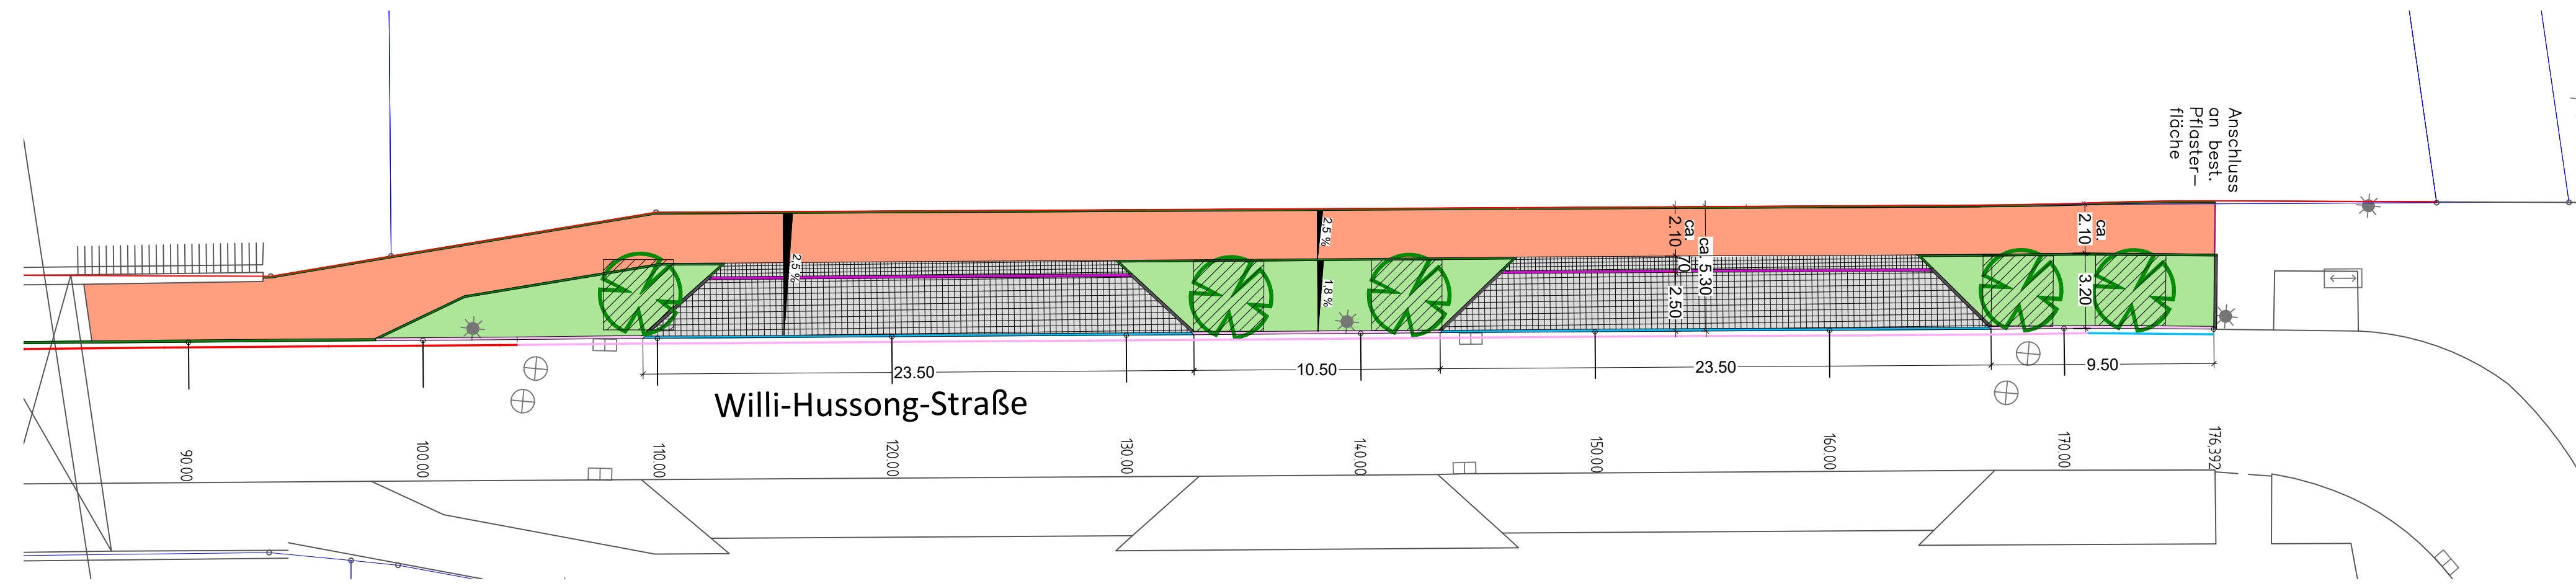 Anschluss
an best.
Pflaster–
fläche
2,5 %
2,5 %
1,8 %
ca.
2.10
70
2.50
ca. 5.30
ca.
2.10
3.20
23.50
10.50
23.50
9.50
Willi-Hussong-Straße
90.00
100.00
110.00
120.00
130.00
140.00
150.00
160.00
170.00
176,392